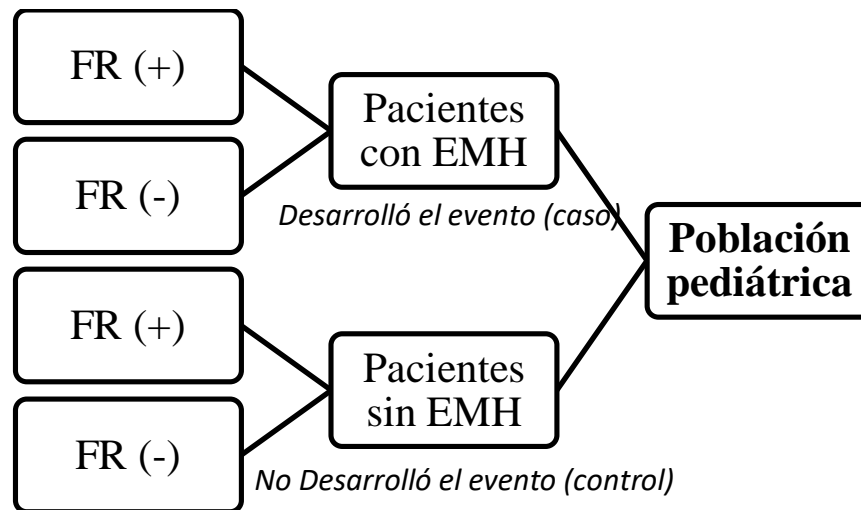 FR (+)
FR (-)
FR (+)
FR (-)
Pacientes
con EMH
Desarrolló el evento (caso)
Pacientes
sin EMH
No Desarrolló el evento (control)
Población
pediátrica